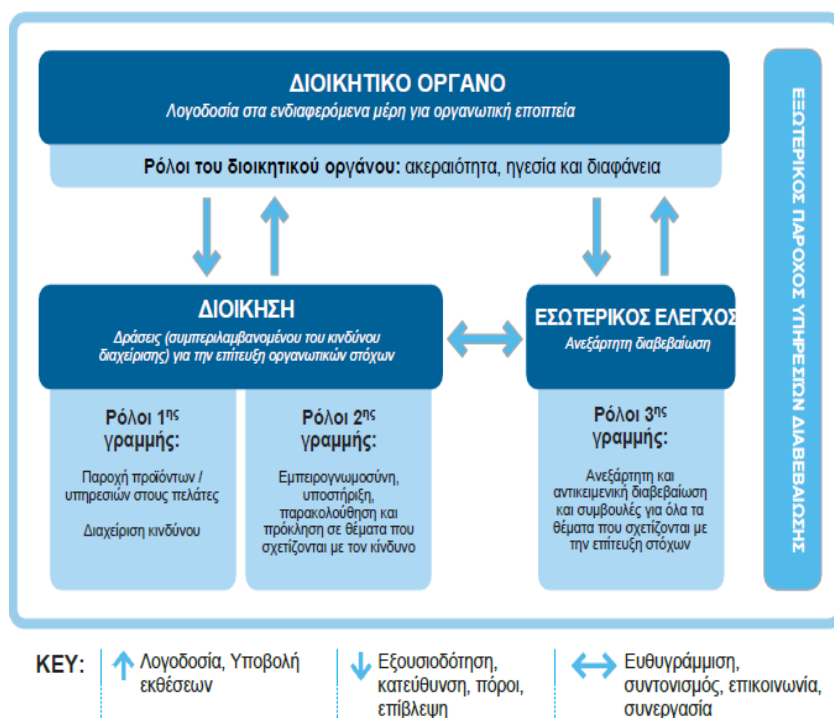 ΔΙΟΙΚΗΤΙΚΟ ΟΡΓΑΝΟ
Λογοδοσία στα ενδιαφερόμενα μέρη για οργανωτική εποπτεία
Ρόλοι του διοικητικού οργάνου: ακεραιότητα, ηγεσία και διαφάνεια
ΔΙΟΙΚΗΣΗ
Δράσεις (συμπεριλαμβανομένου του κινδύνου
διαχείρισης) για την επίτευξη οργανωτικών στόχων
Ρόλοι 1ης
γραμμής:
Παροχή προϊόντων /
υπηρεσιών στους πελάτες
Διαχείριση κινδύνου
Ρόλοι 2ης
γραμμής:
Εμπειρογνωμοσύνη,
υποστήριξη,
παρακολούθηση και
πρόκληση σε θέματα που
σχετίζονται με τον κίνδυνο
ΕΣΩΤΕΡΙΚΟΣ ΕΛΕΓΧΟΣ
Ανεξάρτητη διαβεβαίωση
Ρόλοι 3ης
γραμμής:
Ανεξάρτητη και
αντικειμενική διαβεβαίωση
και συμβουλές για όλα τα
θέματα που σχετίζονται με
την επίτευξη στόχων
ΕΞΩΤΕΡΙΚΟΣ ΠΑΡΟΧΟΣ ΥΠΗΡΕΣΙΩΝ ΔΙΑΒΕΒΑΙΩΣΗΣ
KEY:
Λογοδοσία, Υποβολή
εκθέσεων
Εξουσιοδότηση,
κατεύθυνση, πόροι,
επίβλεψη
Ευθυγράμμιση,
συντονισμός, επικοινωνία,
συνεργασία